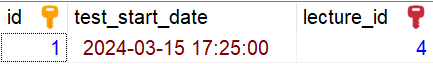 id test_start_date lecture_id
1 2024-03-15 17:25:00 4